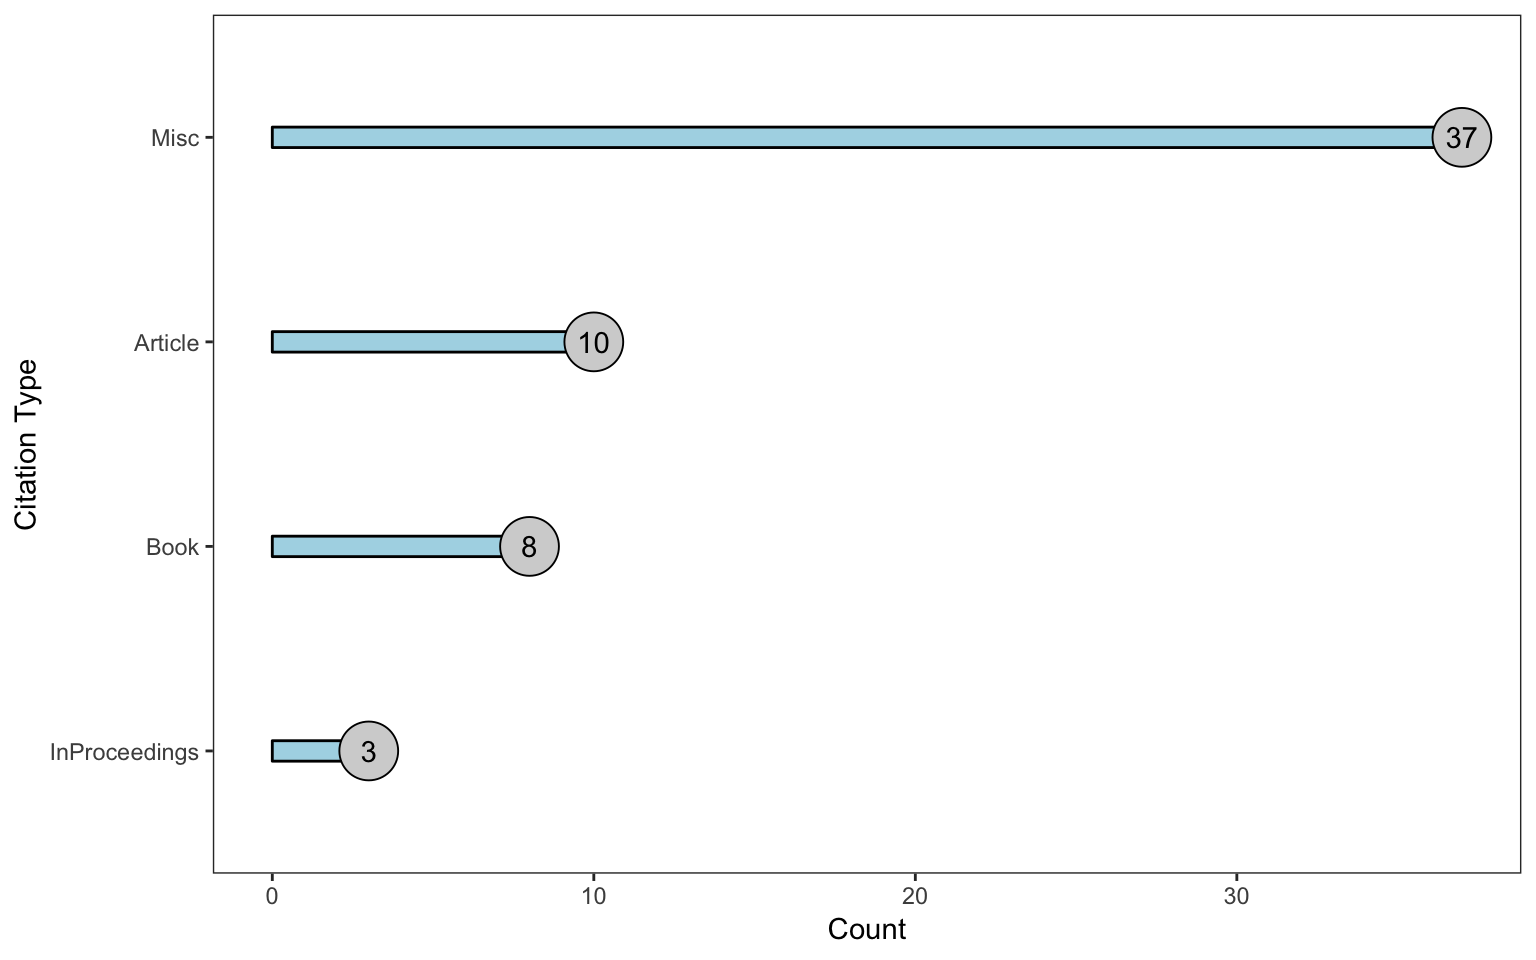 Citation Type
Misc
37
Article
10
Book
8
InProceedings
3
0 10 20 30
Count